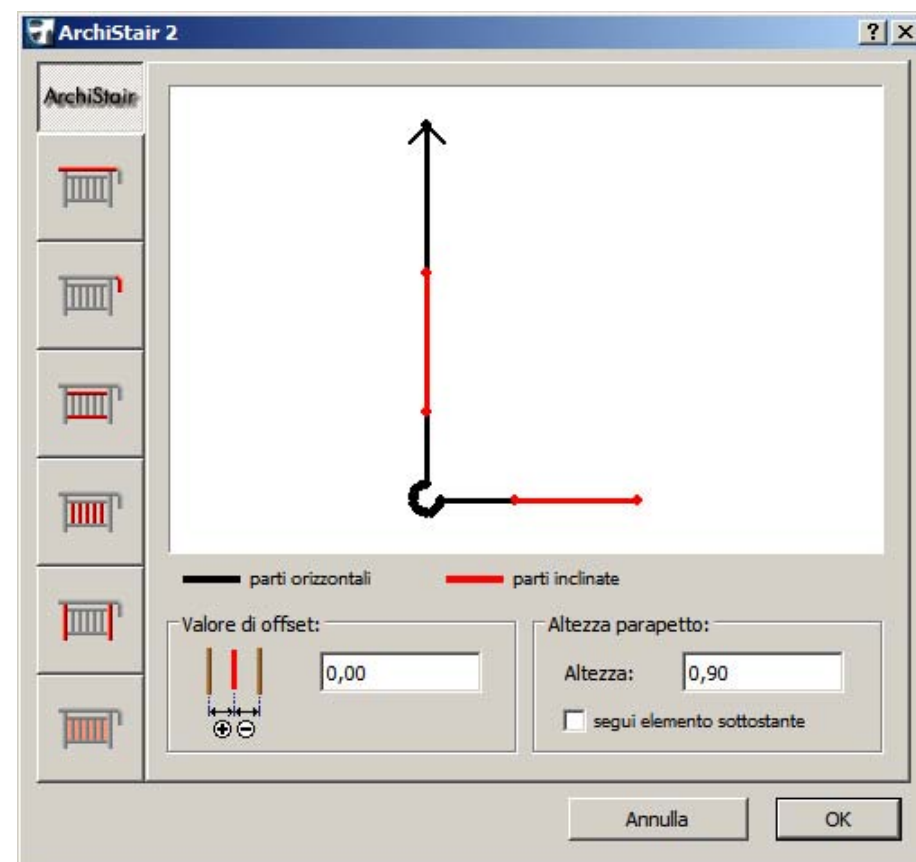 ArchiStair 2
ArchiStair
parti orizzontali
parti inclinate
Valore di offset:
0,00
Altezza parapetto:
Altezza:
0,90
segui elemento sottostante
Annulla
OK